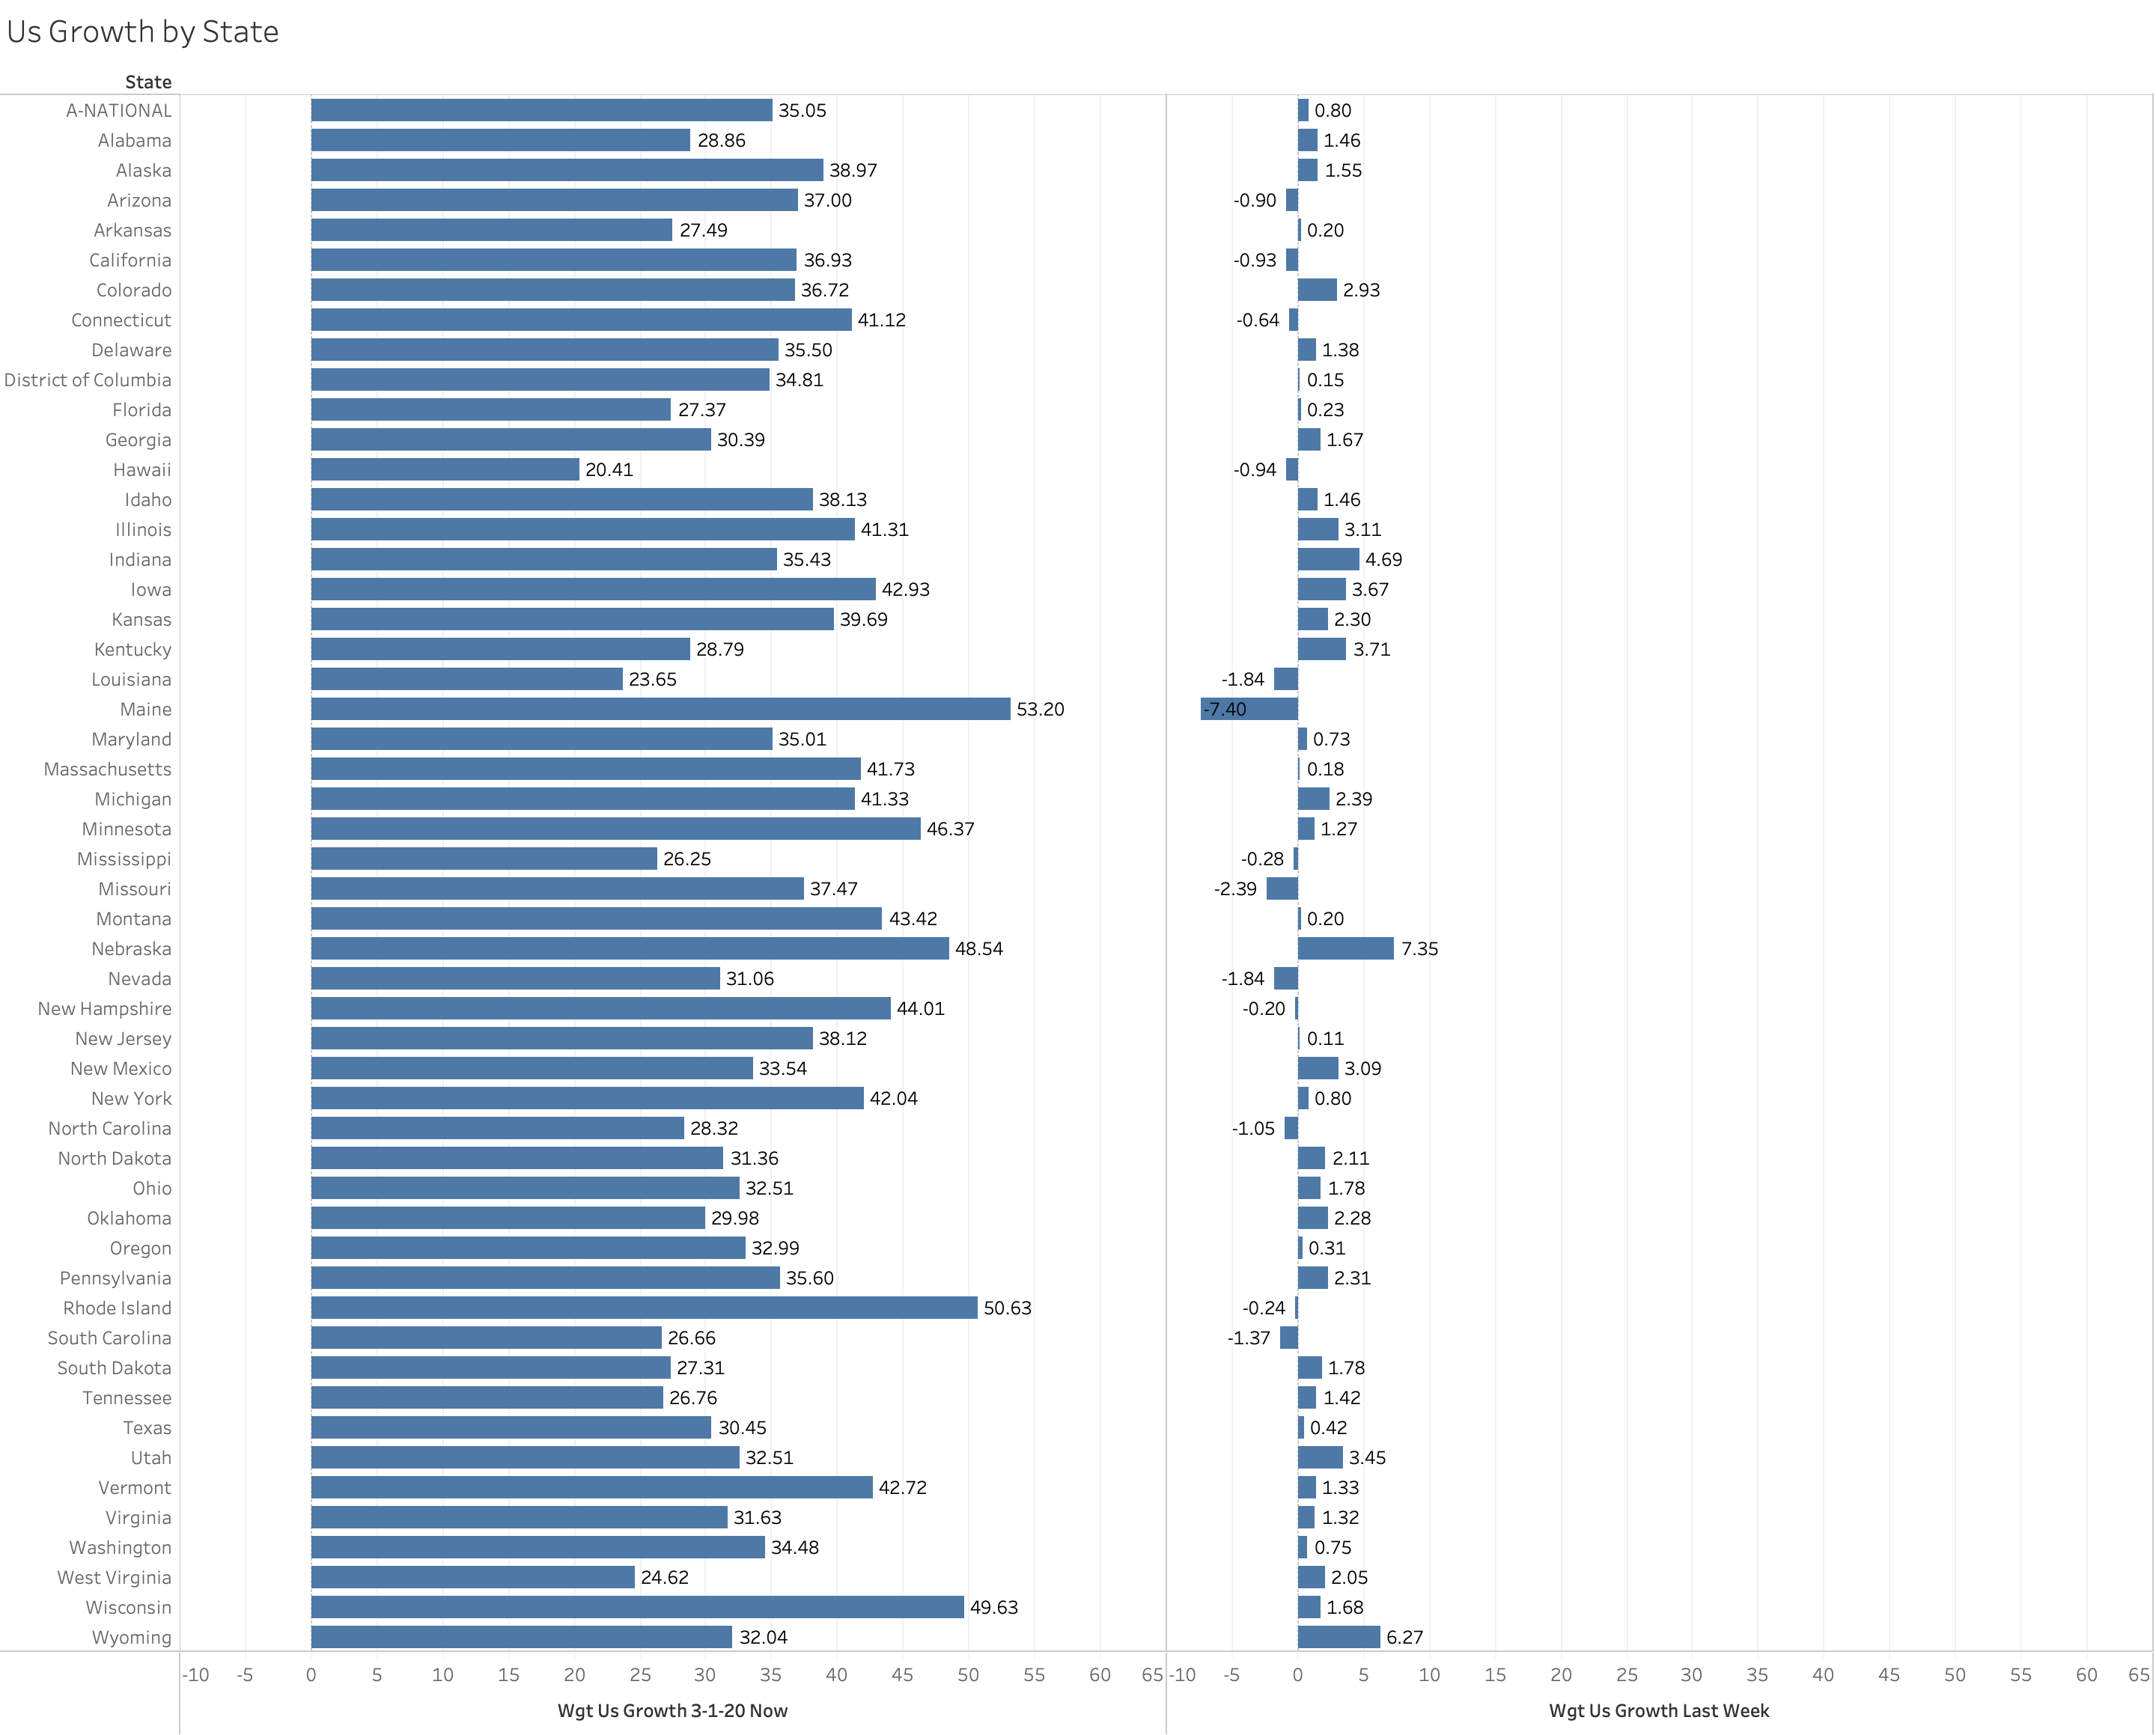 Us Growth by State
State
A-NATIONAL 35.05 0.80
Alabama 28.86 1.46
Alaska 38.97 1.55
Arizona 37.00 -0.90
Arkansas 27.49 0.20
California 36.93 -0.93
Colorado 36.72 2.93
Connecticut 41.12 -0.64
Delaware 35.50 1.38
District of Columbia 34.81 0.15
Florida 27.37 0.23
Georgia 30.39 1.67
Hawaii 20.41 -0.94
Idaho 38.13 1.46
Illinois 41.31 3.11
Indiana 35.43 4.69
Iowa 42.93 3.67
Kansas 39.69 2.30
Kentucky 28.79 3.71
Louisiana 23.65 -1.84
Maine 53.20 -7.40
Maryland 35.01 0.73
Massachusetts 41.73 0.18
Michigan 41.33 2.39
Minnesota 46.37 1.27
Mississippi 26.25 -0.28
Missouri 37.47 -2.39
Montana 43.42 0.20
Nebraska 48.54 7.35
Nevada 31.06 -1.84
New Hampshire 44.01 -0.20
New Jersey 38.12 0.11
New Mexico 33.54 3.09
New York 42.04 0.80
North Carolina 28.32 -1.05
North Dakota 31.36 2.11
Ohio 32.51 1.78
Oklahoma 29.98 2.28
Oregon 32.99 0.31
Pennsylvania 35.60 2.31
Rhode Island 50.63 -0.24
South Carolina 26.66 -1.37
South Dakota 27.31 1.78
Tennessee 26.76 1.42
Texas 30.45 0.42
Utah 32.51 3.45
Vermont 42.72 1.33
Virginia 31.63 1.32
Washington 34.48 0.75
West Virginia 24.62 2.05
Wisconsin 49.63 1.68
Wyoming 32.04 6.27
-10 -5 0 5 10 15 20 25 30 35 40 45 50 55 60 65 -10 -5 0 5 10 15 20 25 30 35 40 45 50 55 60 65
Wgt Us Growth 3-1-20 Now Wgt Us Growth Last Week